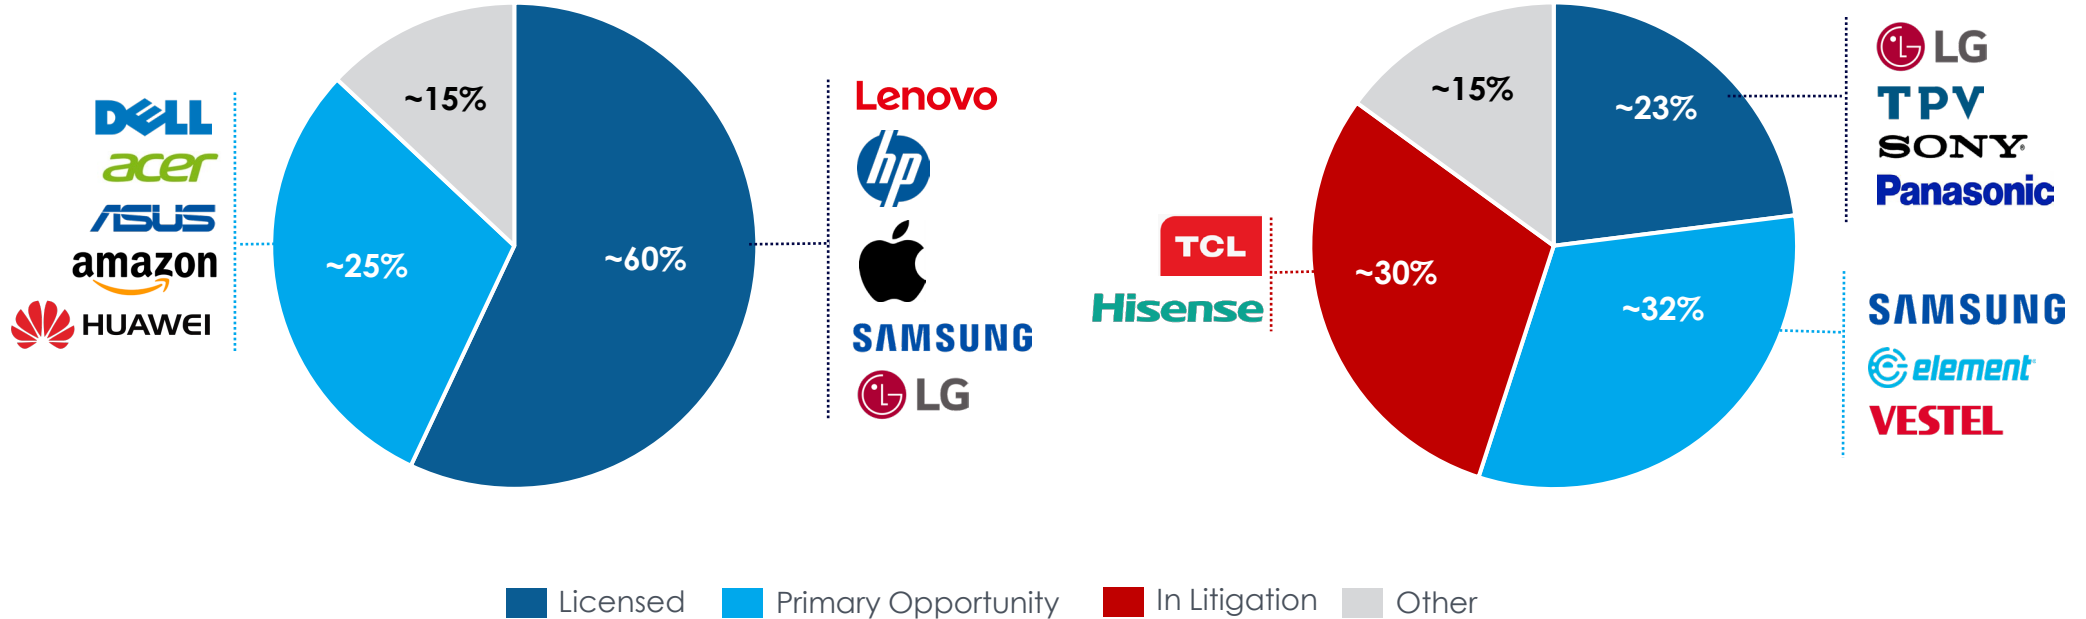 DELL
acer
ASUS
amazon
HUAWEI
~15%
~25%
~60%
Lenovo
hp
SAMSUNG
LG
TCL
Hisense
~15%
~23%
~30%
~32%
LG
TPV
SONY
Panasonic
SAMSUNG
element
VESTEL
Licensed
Primary Opportunity
In Litigation
Other